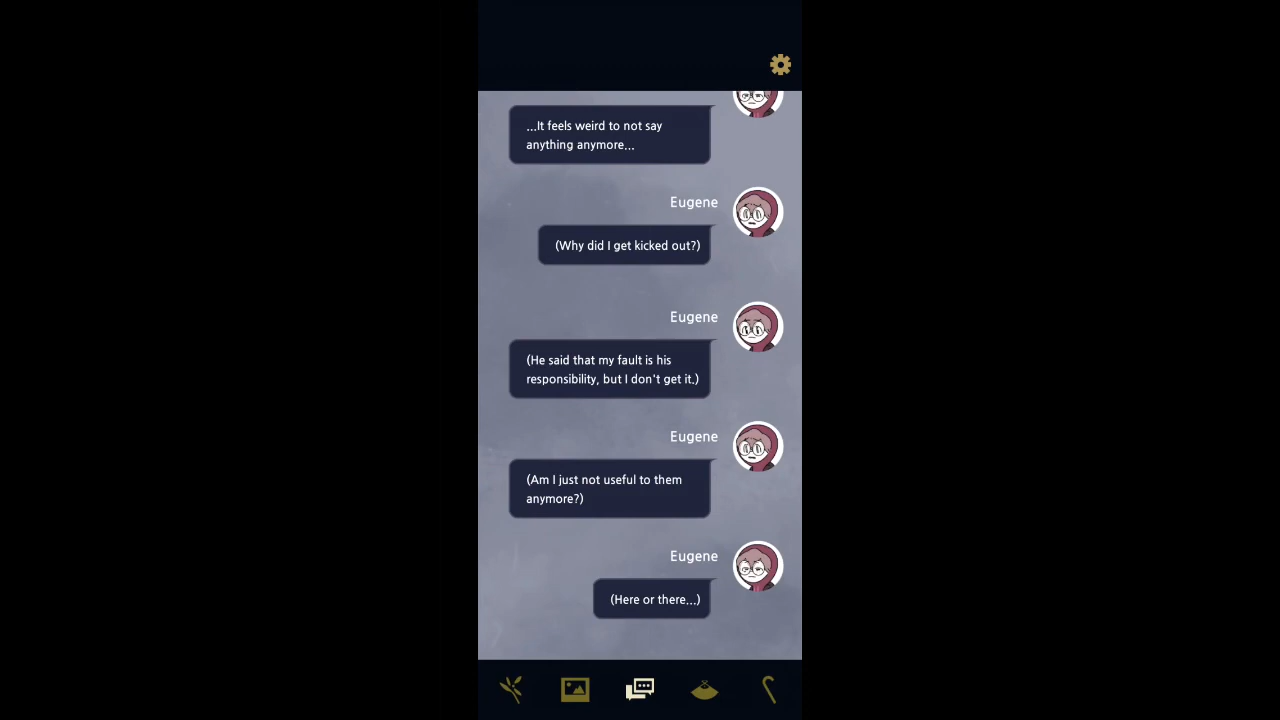 ...It feels weird to not say
anything anymore...
Eugene
(Why did I get kicked out?)
Eugene
(He said that my fault is his
responsibility, but I don't get it.)
Eugene
(Am I just not useful to them
anymore?)
Eugene
(Here or there...)